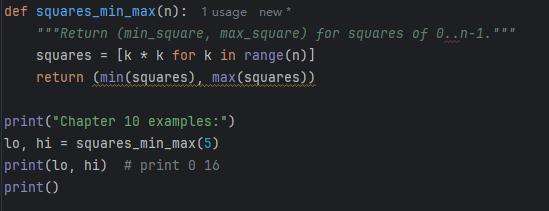 def squares_min_max(n):  1 usage  new *
    """Return (min_square, max_square) for squares of 0..n-1."""
    squares = [k * k for k in range(n)]
    return (min(squares), max(squares))

print("Chapter 10 examples:")
lo, hi = squares_min_max(5)
print(lo, hi)  # print 0 16
print()